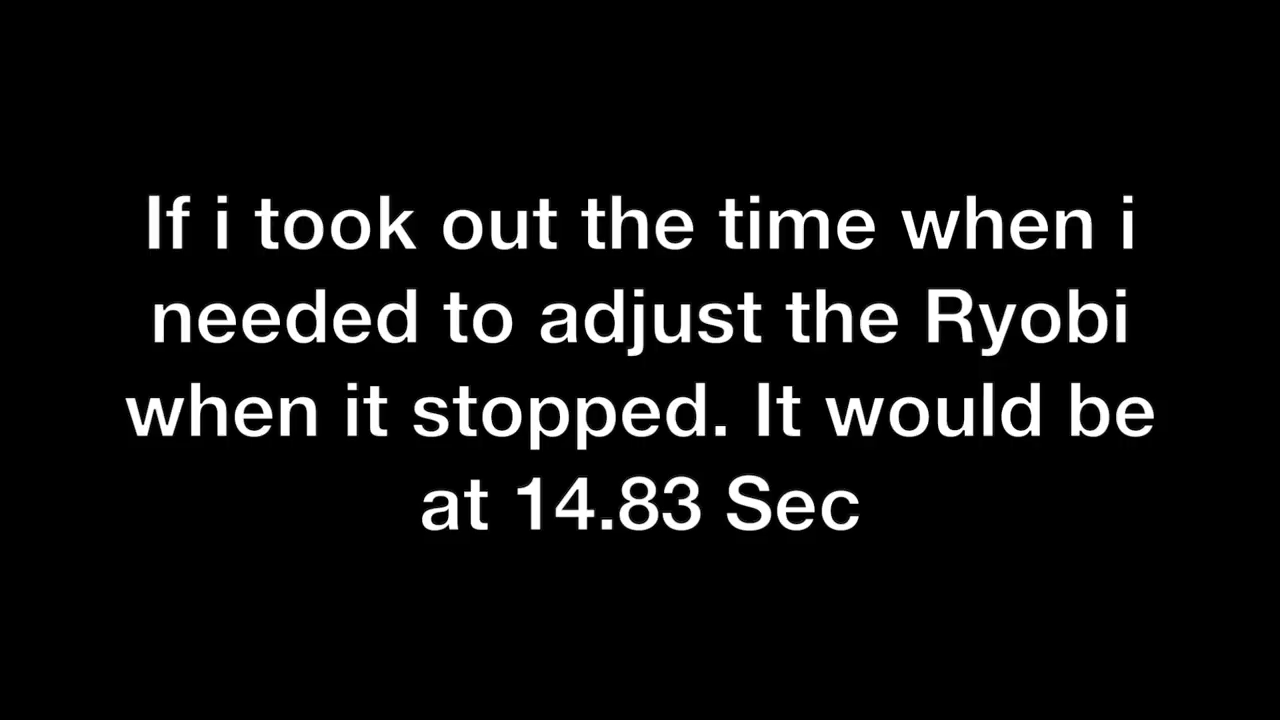 If i took out the time when i
needed to adjust the Ryobi
when it stopped. It would be
at 14.83 Sec